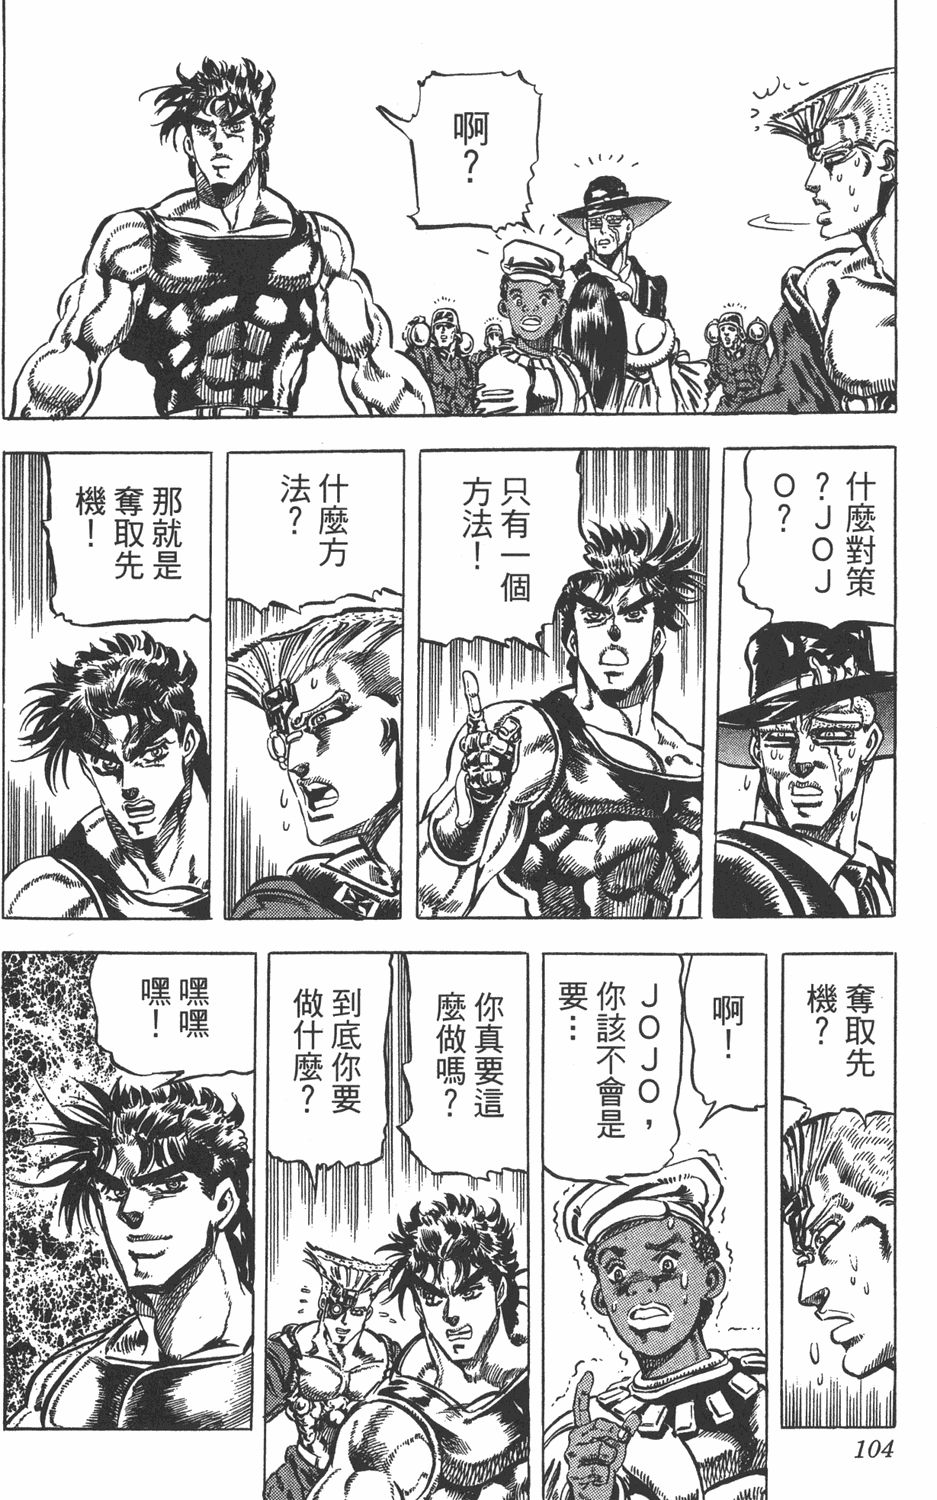 啊
？
什麼對策
？ＪＯＪ
Ｏ？
只有一個
方法！
什麼方
法？
那就是
奪取先
機！
奪取先
機？
啊！
ＪＯＪＯ，
你該不會是
要…
你真要這
麼做嗎？
到底你要
做什麼？
嘿嘿
嘿！
104